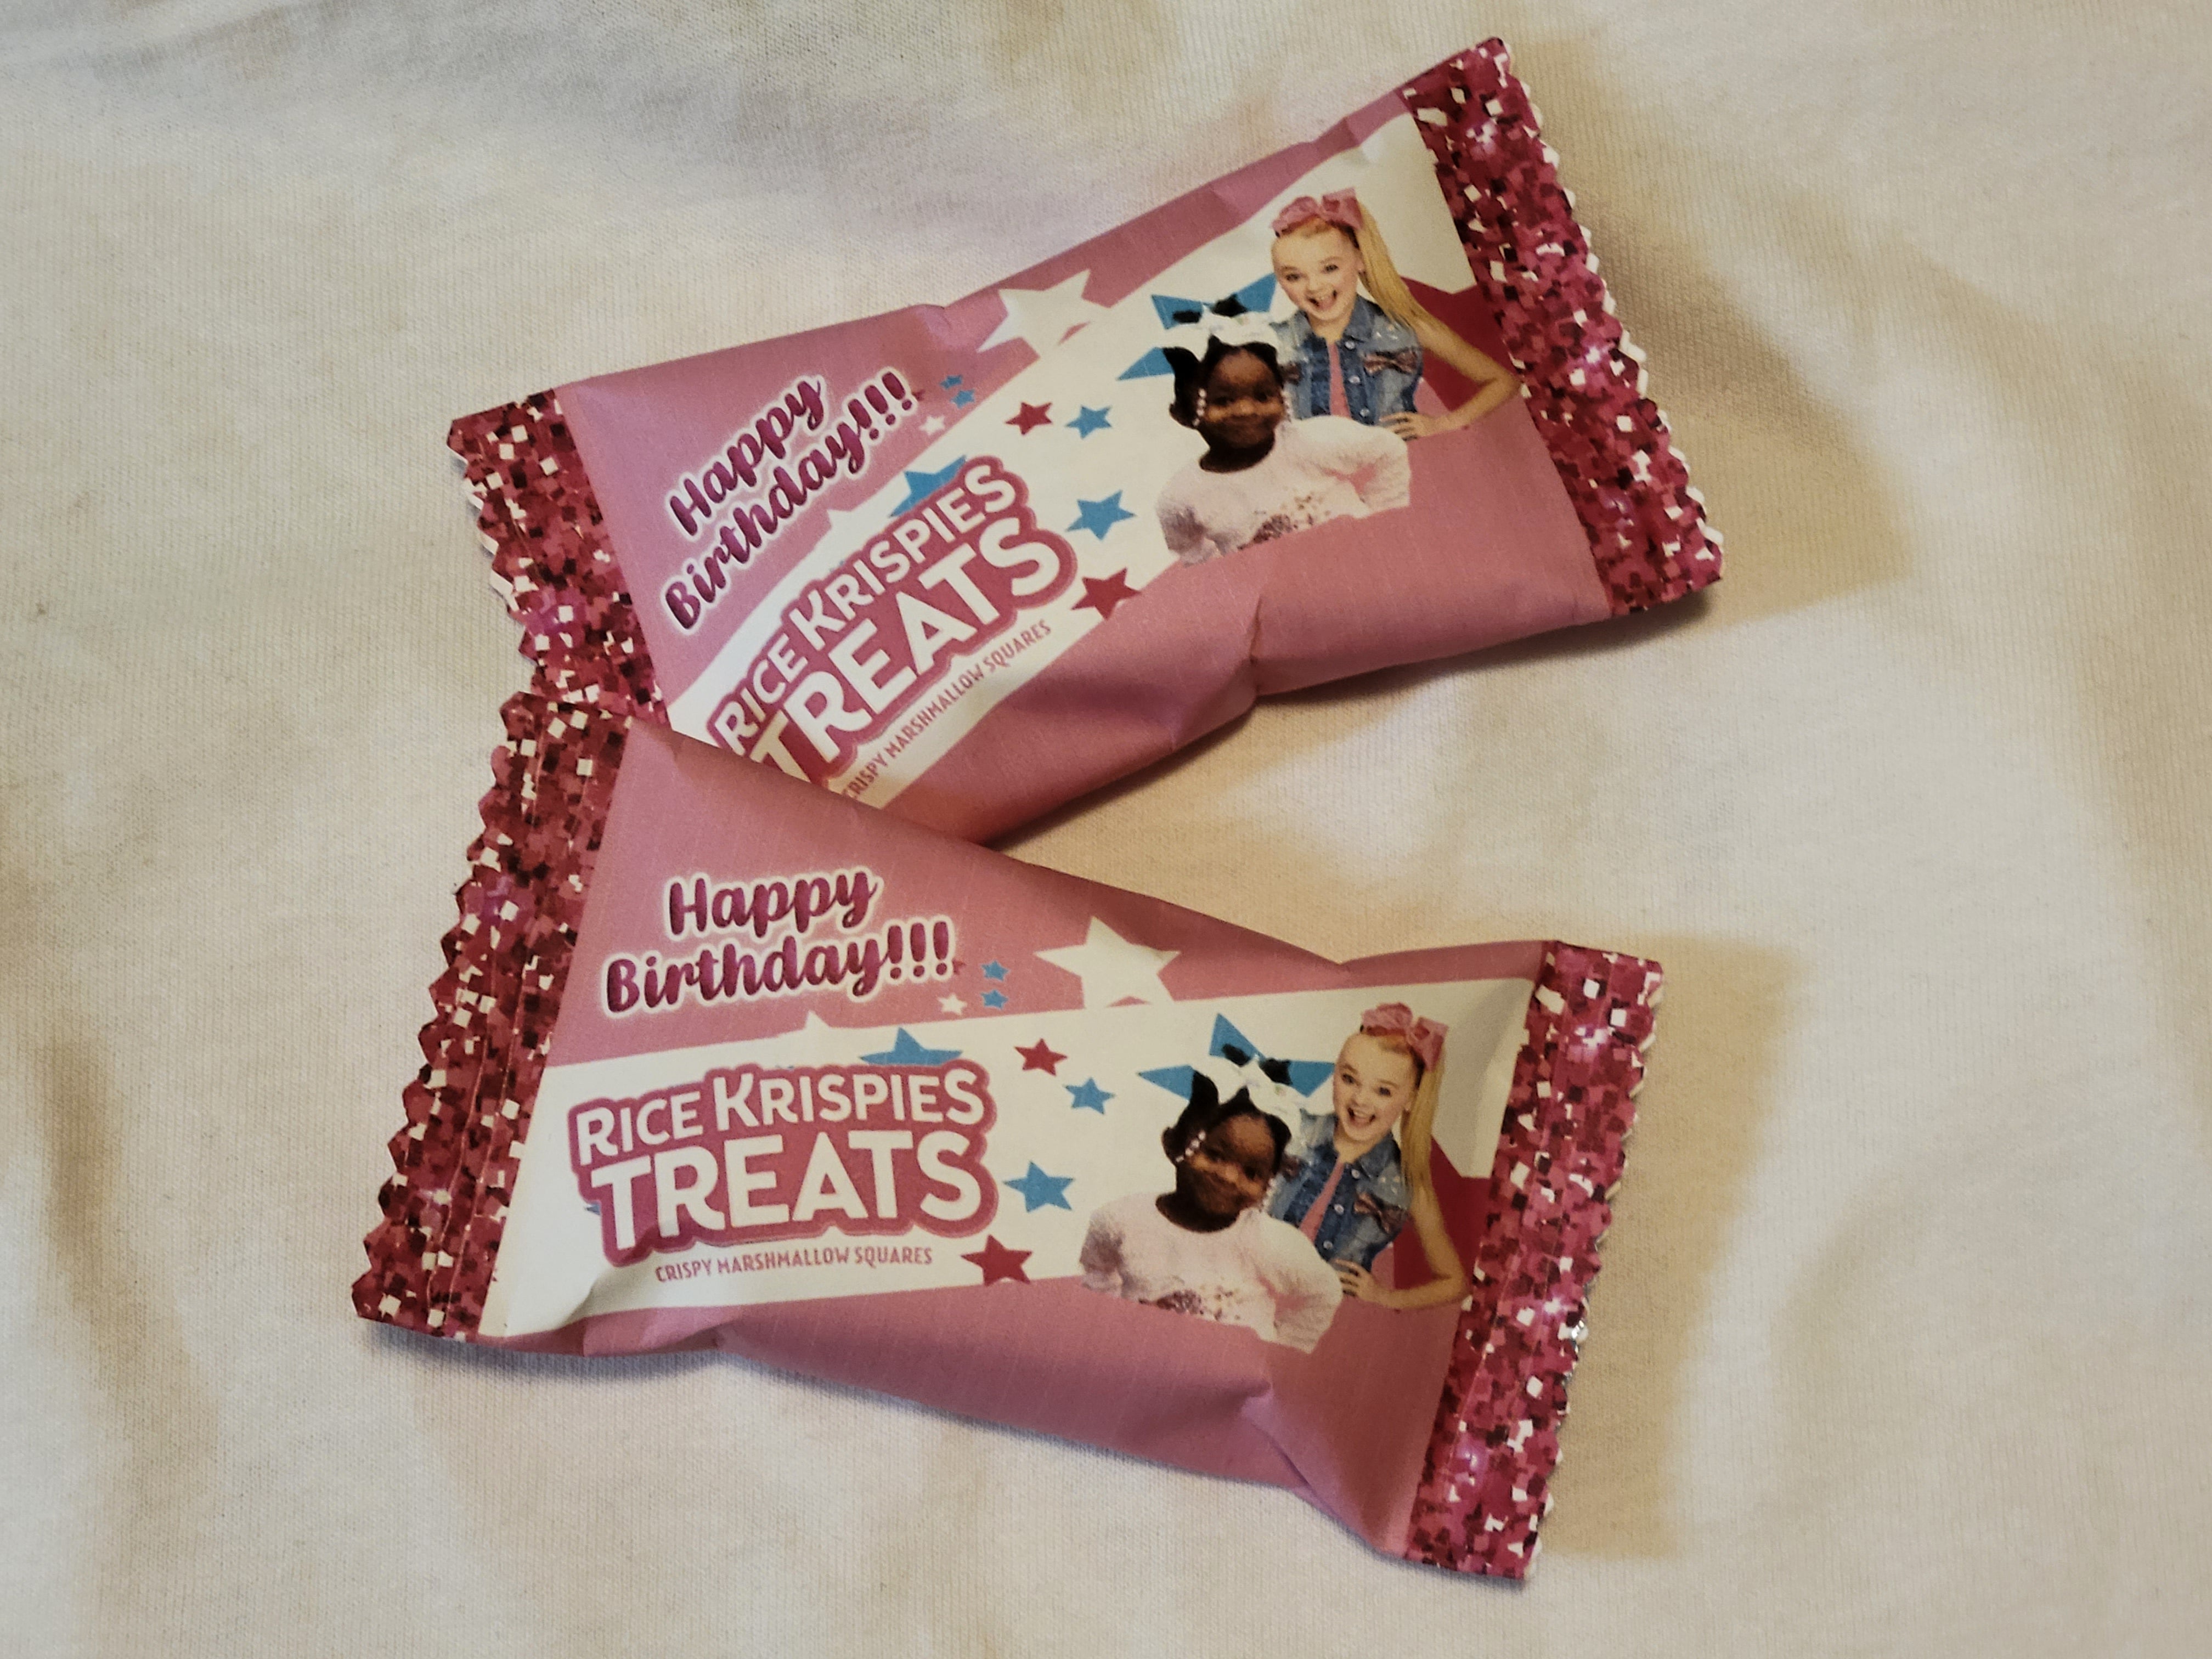 Happy
Birthday!!!
RICE KRISPIES
TREATS
CRISPY MARSHMALLOW SQUARES
Happy
Birthday!!!
RICE KRISPIES
TREATS
CRISPY MARSHMALLOW SQUARES